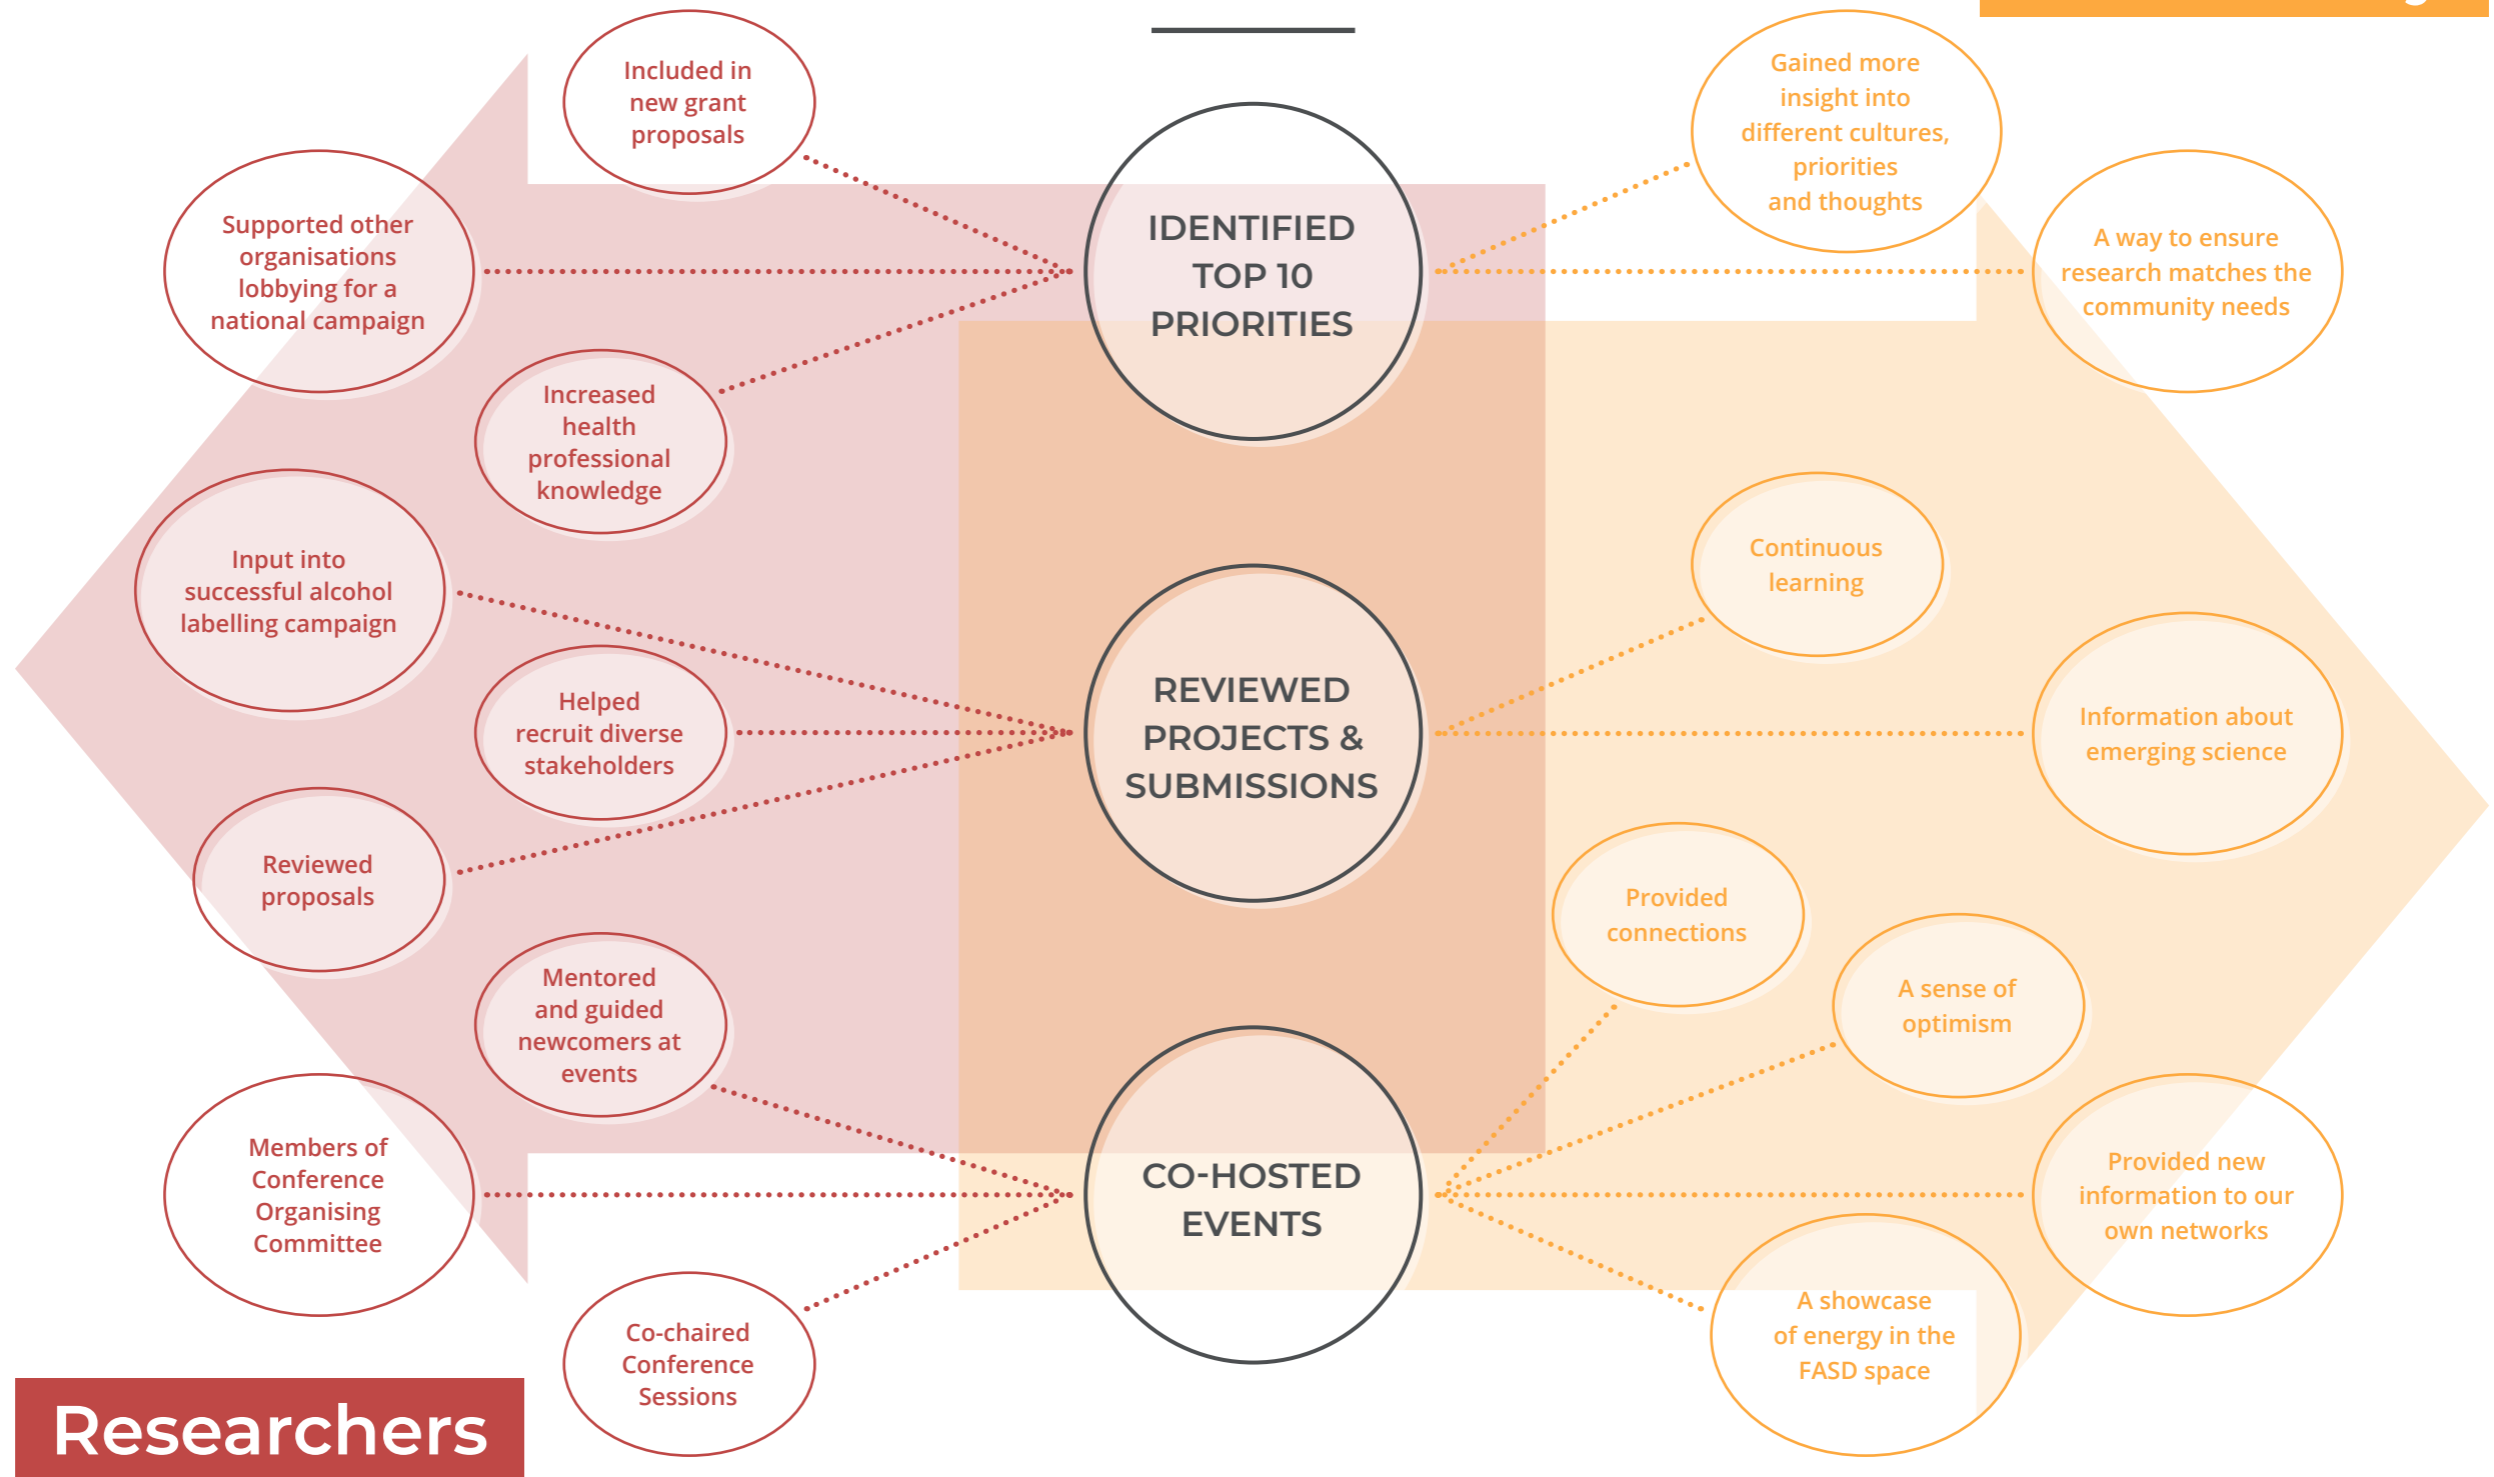 Included in
new grant
proposals
Supported other
organisations
lobbying for a
national campaign
Increased
health
professional
knowledge
Input into
successful alcohol
labelling campaign
Helped
recruit diverse
stakeholders
Reviewed
proposals
Mentored
and guided
newcomers at
events
Members of
Conference
Organising
Committee
Co-chaired
Conference
Sessions
Researchers
IDENTIFIED
TOP 10
PRIORITIES
REVIEWED
PROJECTS &
SUBMISSIONS
CO-HOSTED
EVENTS
Gained more
insight into
different cultures,
priorities
and thoughts
A way to ensure
research matches the
community needs
Continuous
learning
Information about
emerging science
Provided
connections
A sense of
optimism
Provided new
information to our
own networks
A showcase
of energy in the
FASD space